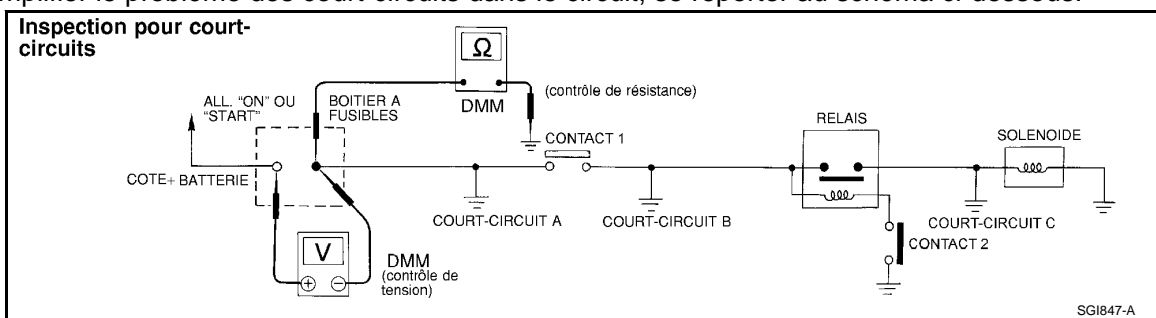 Inspection pour court-
circuits
Ω
DMM
(contrôle de résistance)
ALL. "ON" OU
"START"
BOITIER A
FUSIBLES
CONTACT 1
RELAIS
SOLENOIDE
COTE+ BATTERIE
COURT-CIRCUIT A
COURT-CIRCUIT B
COURT-CIRCUIT C
CONTACT 2
V
+ −
DMM
(contrôle de
tension)
SGI847-A